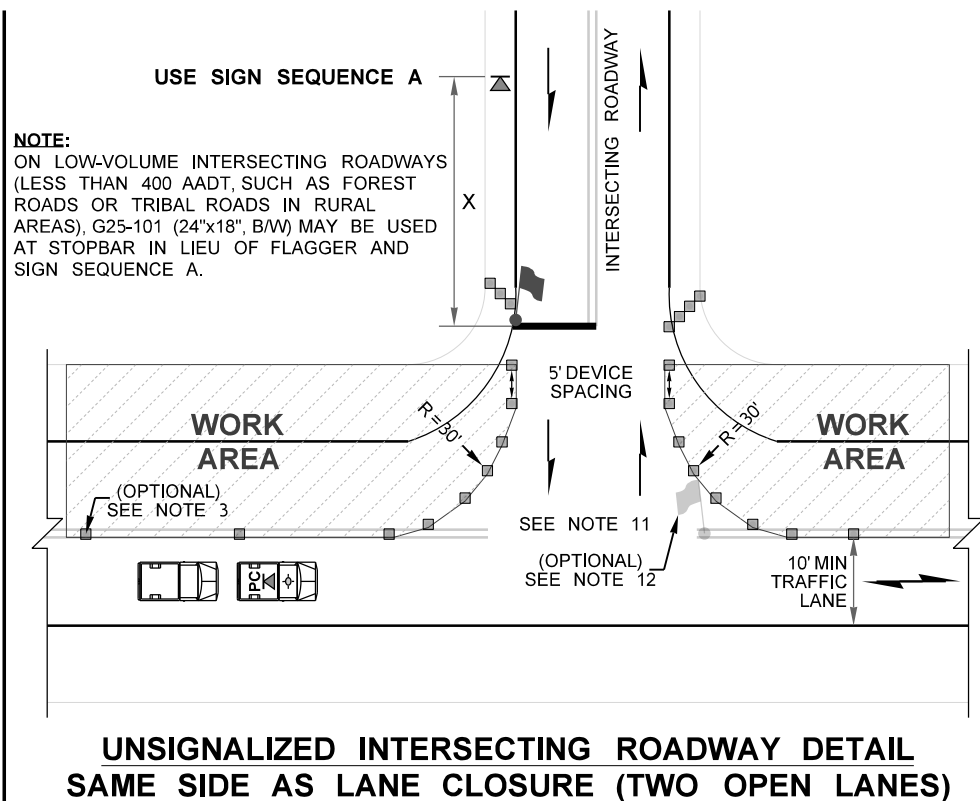 USE SIGN SEQUENCE A
NOTE:
ON LOW-VOLUME INTERSECTING ROADWAYS
(LESS THAN 400 AADT, SUCH AS FOREST
ROADS OR TRIBAL ROADS IN RURAL
AREAS), G25-101 (24"x18", B/W) MAY BE USED
AT STOPBAR IN LIEU OF FLAGGER AND
SIGN SEQUENCE A.
X
INTERSECTING ROADWAY
5' DEVICE
SPACING
WORK
AREA
R=30'
(OPTIONAL)
SEE NOTE 3
R=30'
WORK
AREA
SEE NOTE 11
(OPTIONAL)
SEE NOTE 12
10' MIN
TRAFFIC
LANE
PC
UNSIGNALIZED INTERSECTING ROADWAY DETAIL
SAME SIDE AS LANE CLOSURE (TWO OPEN LANES)